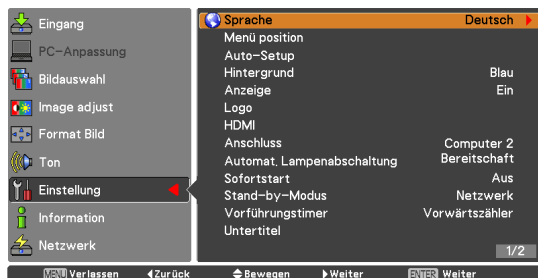 Eingang
PC-Anpassung
Bildauswahl
Image adjust
Format Bild
Ton
Einstellung
Information
Netzwerk
Sprache Deutsch
Menü position
Auto-Setup
Hintergrund Blau
Anzeige Ein
Logo
HDMI
Anschluss Computer 2
Automat. Lampenabschaltung Bereitschaft
Sofortstart Aus
Stand-by-Modus Netzwerk
Vorführungstimer Vorwärtszähler
Untertitel
1/2
MENU Verlassen Zurück Bewegen Weiter ENTER Weiter